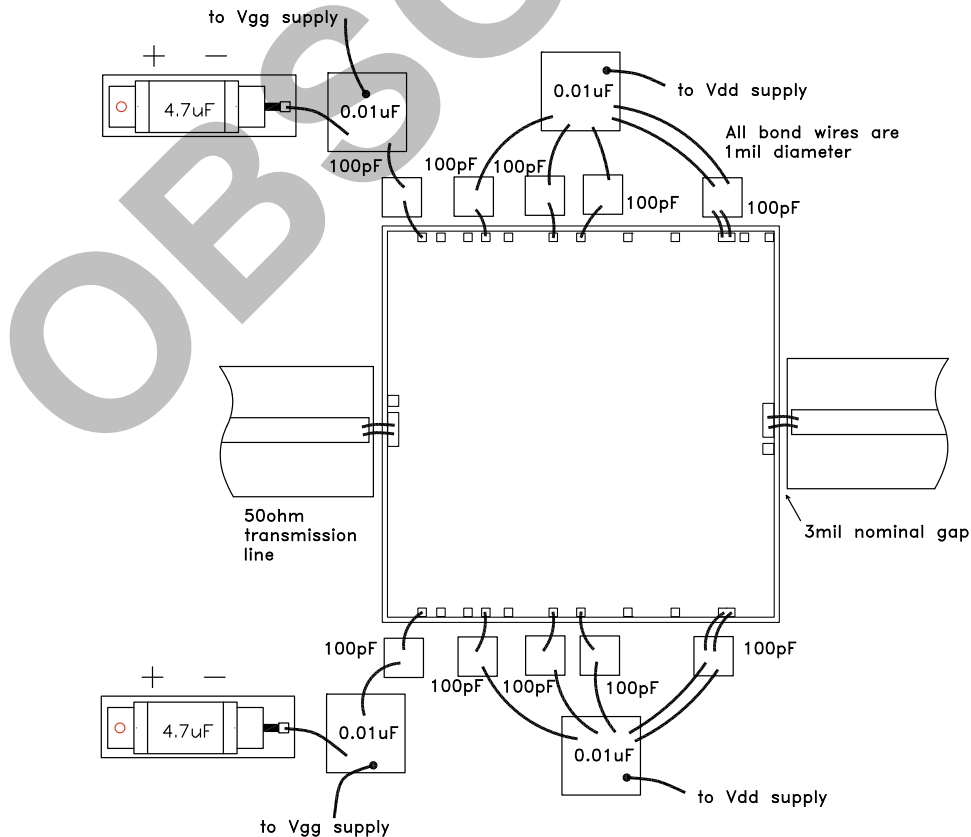 to Vgg supply
+ −
4.7uF
0.01uF
0.01uF
to Vdd supply
All bond wires are
1mil diameter
100pF
100pF
100pF
100pF
100pF
50ohm
transmission
line
3mil nominal gap
100pF
100pF
100pF
100pF
100pF
+ −
4.7uF
0.01uF
0.01uF
to Vdd supply
to Vgg supply